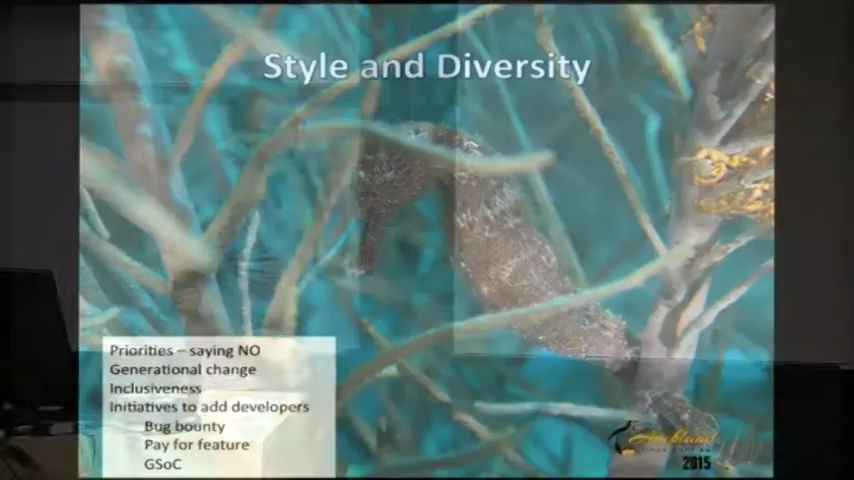 Style and Diversity
Priorities – saying NO
Generational change
Inclusiveness
Initiatives to add developers
Bug bounty
Pay for feature
GSoC
Auckland
2015